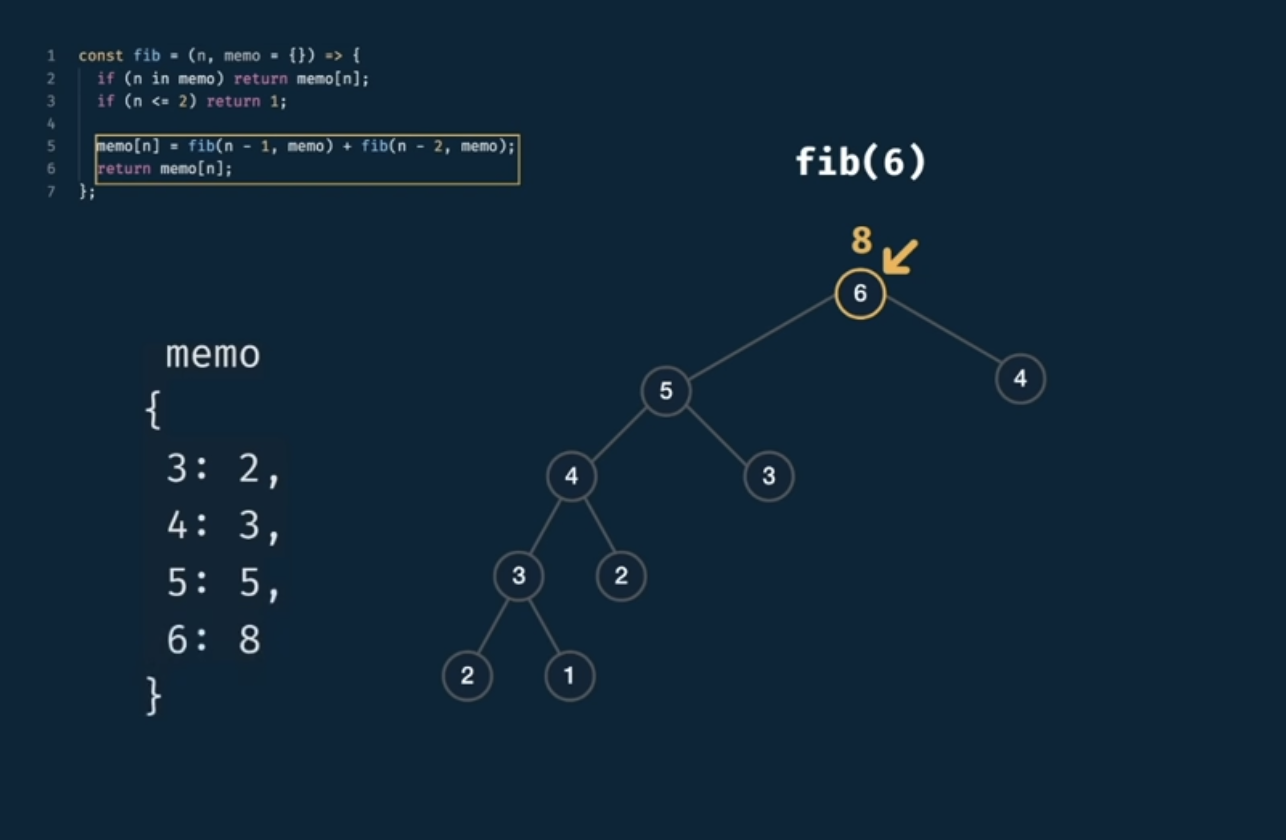 1 const fib = (n, memo = {}) => {
2 if (n in memo) return memo[n];
3 if (n <= 2) return 1;
4
5 memo[n] = fib(n - 1, memo) + fib(n - 2, memo);
6 return memo[n];
7 };
fib(6)
8
6
5
4
4
3
3
2
2
1
memo
{
3: 2,
4: 3,
5: 5,
6: 8
}